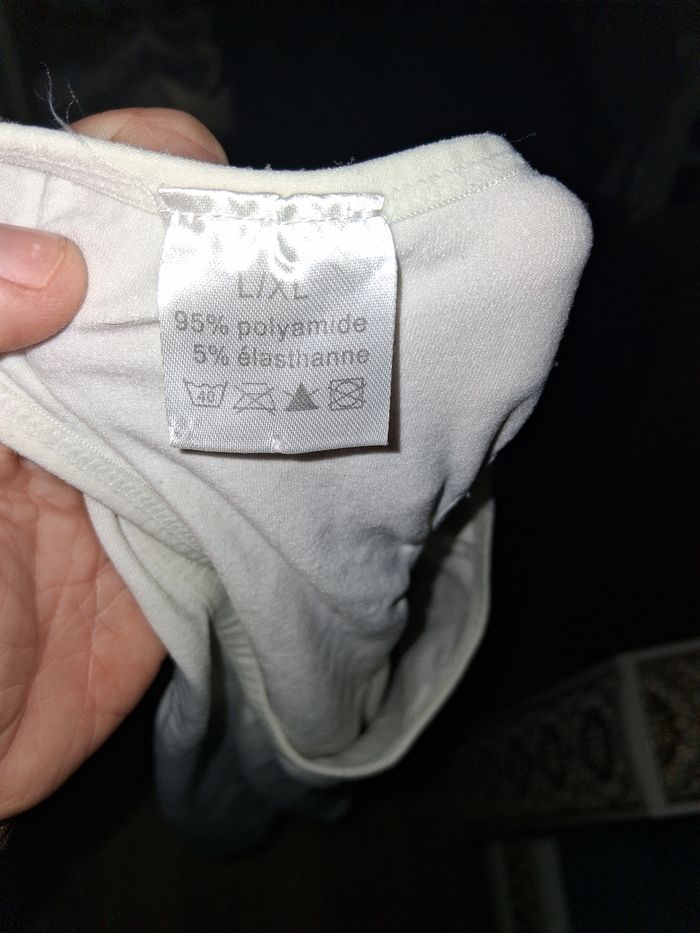 L/XL
95% polyamide
5% élasthanne
40